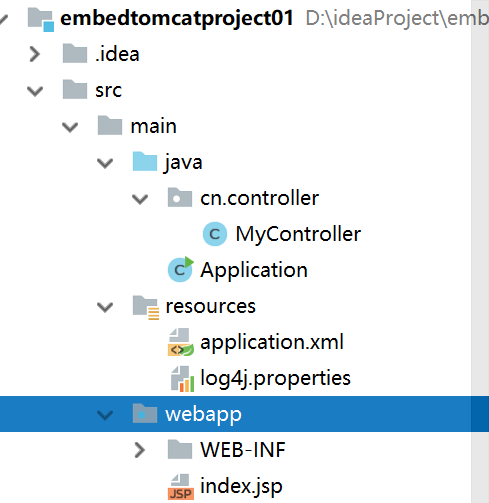 embedtomcatproject01 D:\ideaProject\emb
.idea
src
main
java
cn.controller
C MyController
C Application
resources
application.xml
log4j.properties
webapp
WEB-INF
JSP index.jsp